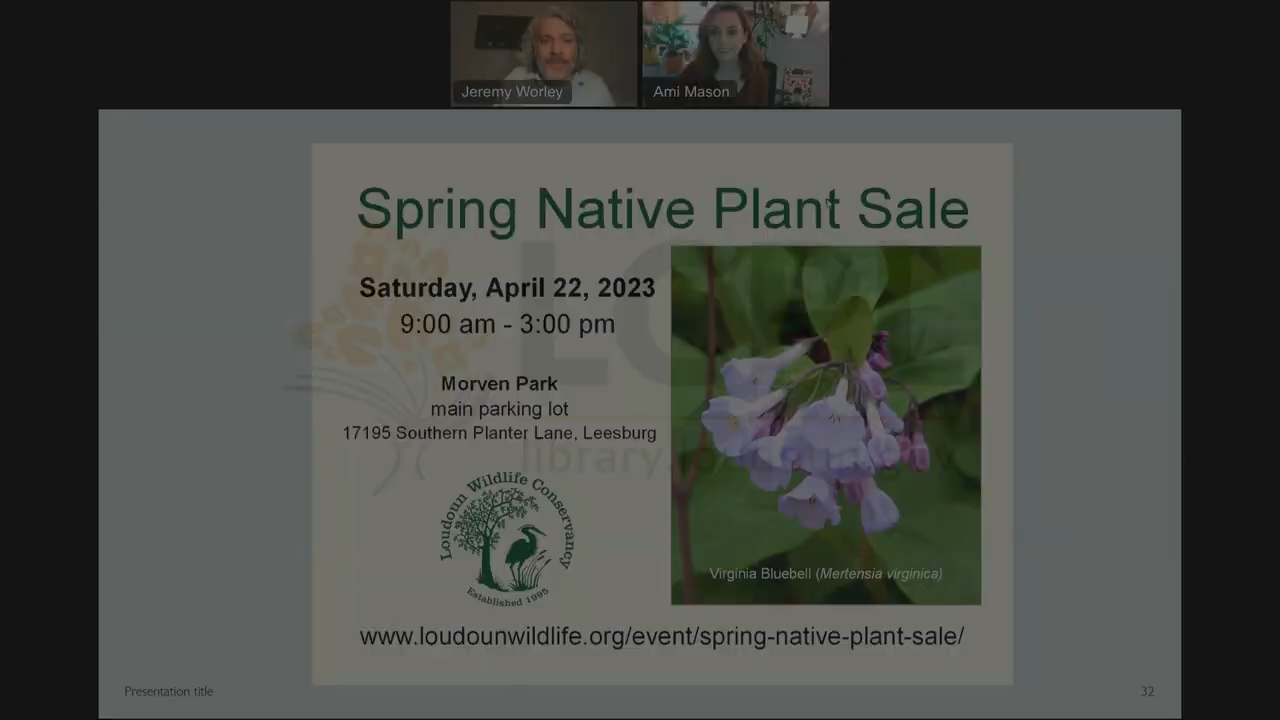 Jeremy Worley
Ami Mason
Spring Native Plant Sale
Saturday, April 22, 2023
9:00 am - 3:00 pm
Morven Park
main parking lot
17195 Southern Planter Lane, Leesburg
Loudoun Wildlife Conservancy
Established 1995
Virginia Bluebell (Mertensia virginica)
www.loudounwildlife.org/event/spring-native-plant-sale/
Presentation title
32